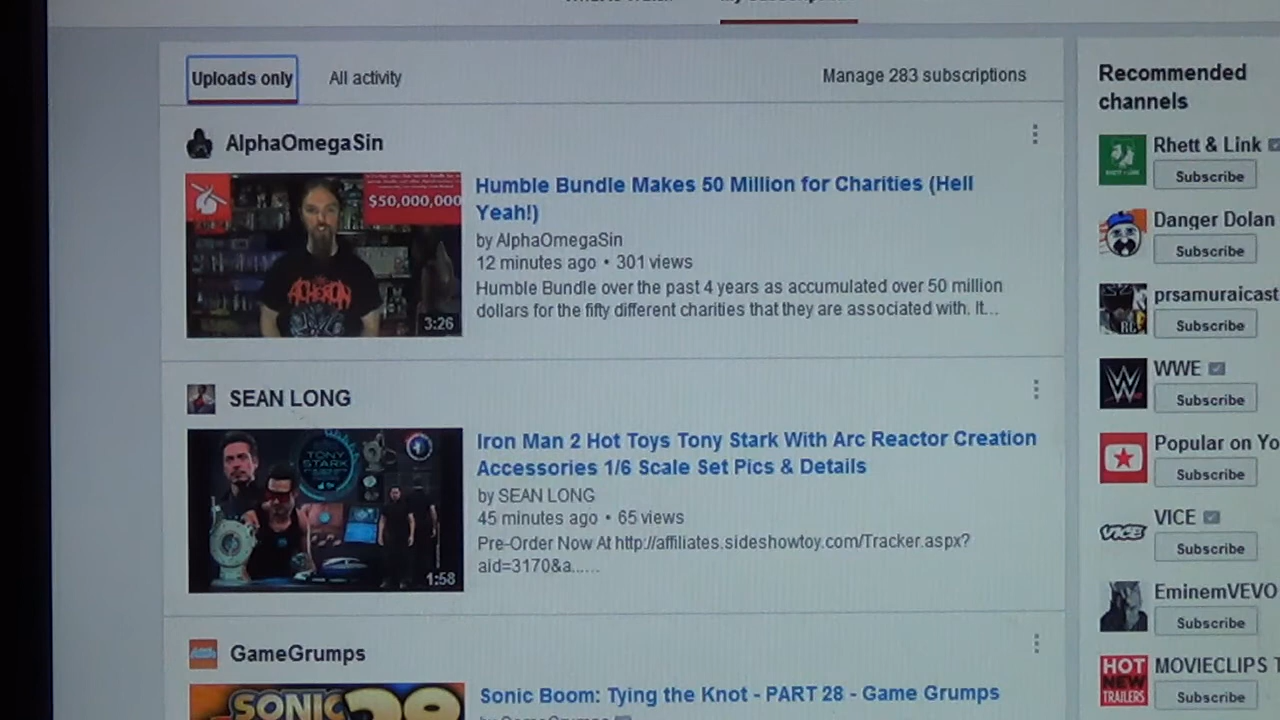 Uploads only
All activity
Manage 283 subscriptions
AlphaOmegaSin
$50,000,000
3:26
Humble Bundle Makes 50 Million for Charities (Hell
Yeah!)
by AlphaOmegaSin
12 minutes ago • 301 views
Humble Bundle over the past 4 years as accumulated over 50 million
dollars for the fifty different charities that they are associated with. It...
SEAN LONG
TONY
STARK
1:58
Iron Man 2 Hot Toys Tony Stark With Arc Reactor Creation
Accessories 1/6 Scale Set Pics & Details
by SEAN LONG
45 minutes ago • 65 views
Pre-Order Now At http://affiliates.sideshowtoy.com/Tracker.aspx?
aid=3170&a......
GameGrumps
SONIC
28
Sonic Boom: Tying the Knot - PART 28 - Game Grumps
Recommended
channels
Rhett & Link
Subscribe
Danger Dolan
Subscribe
prsamuraicast
Subscribe
WWE
Subscribe
Popular on Yo
Subscribe
VICE
VICE
Subscribe
EminemVEVO
Subscribe
HOT
NEW
TRAILERS
MOVIECLIPS T
Subscribe